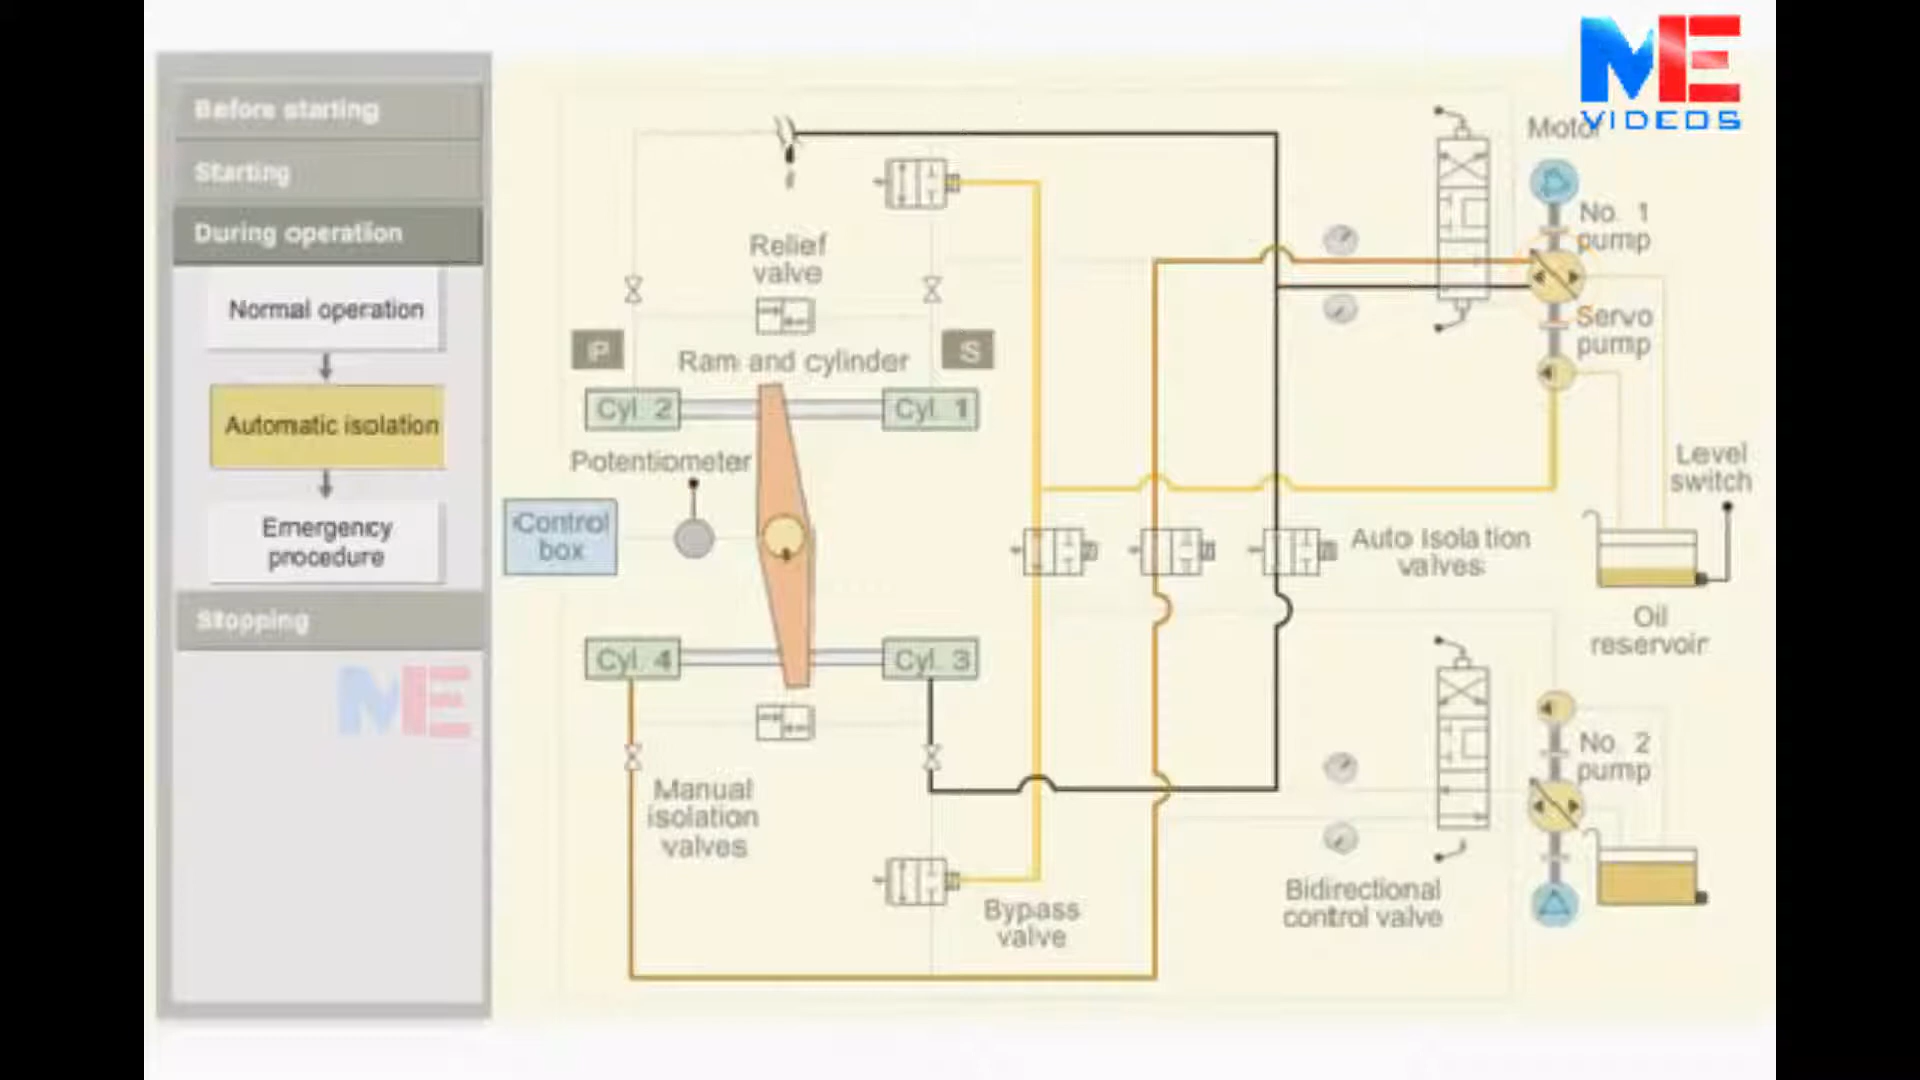 ME
VIDEOS
Before starting
Starting
During operation
Normal operation
Automatic isolation
Emergency
procedure
Stopping
ME
Relief
valve
P
S
Ram and cylinder
Cyl. 2
Cyl. 1
Potentiometer
Control
box
Cyl. 4
Cyl. 3
Manual
isolation
valves
Bypass
valve
Motor
No. 1
pump
Servo
pump
Level
switch
Auto Isolation
valves
Oil
reservoir
No. 2
pump
Bidirectional
control valve